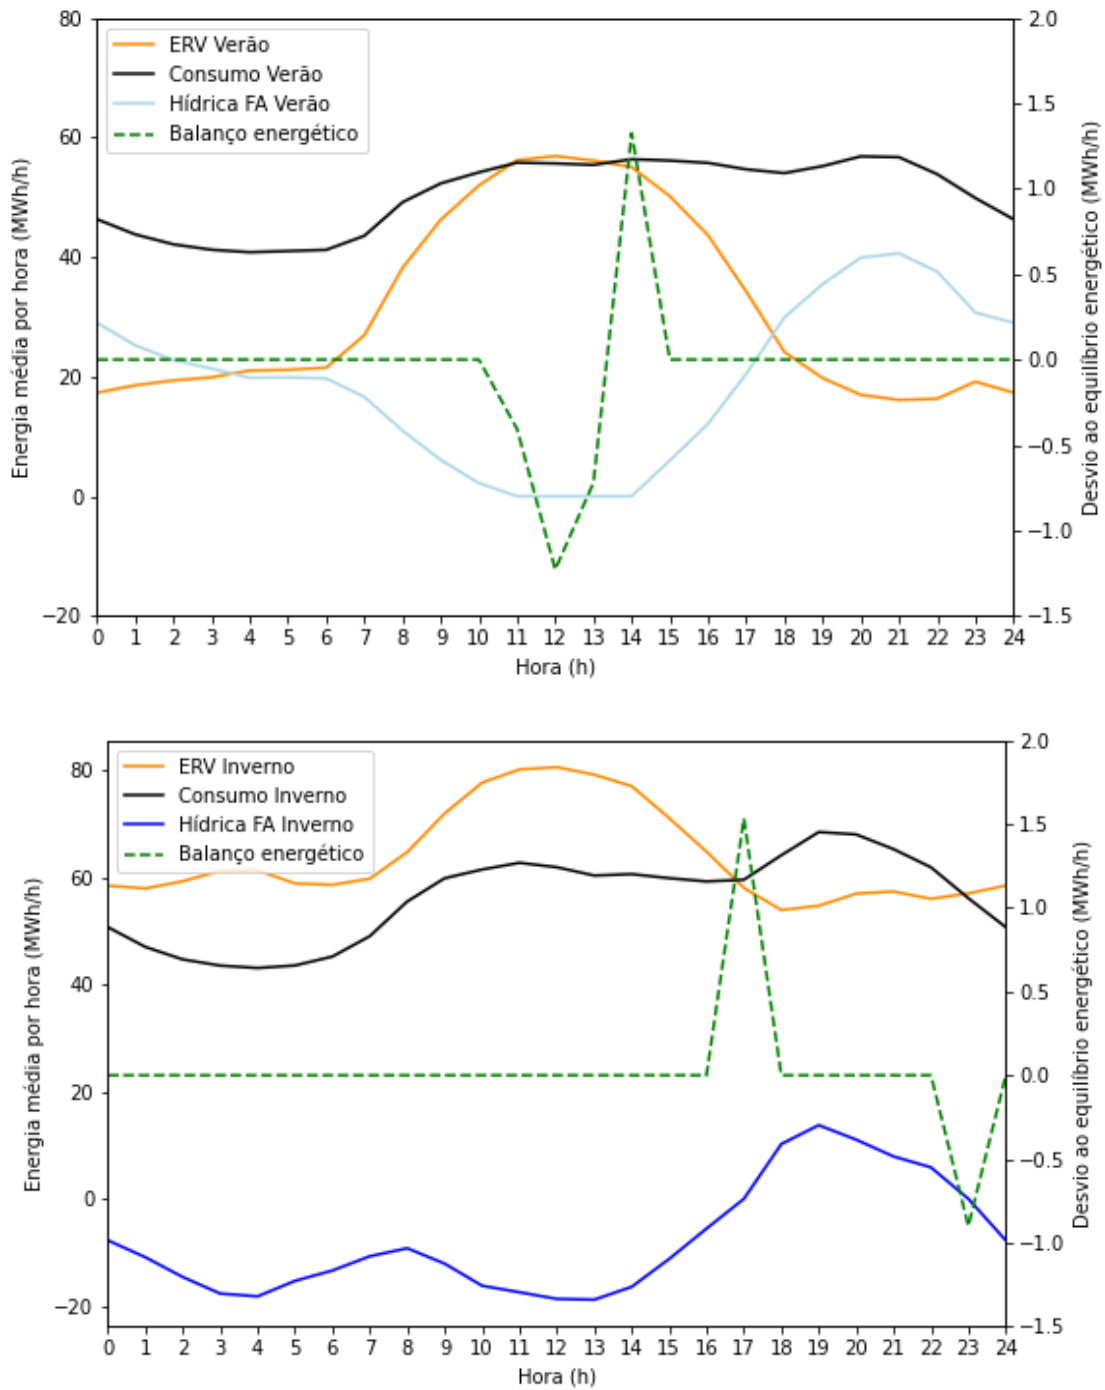 ERV Verão
Consumo Verão
Hídrica FA Verão
Balanço energético
Energia média por hora (MWh/h)
80
60
40
20
0
−20
Desvio ao equilíbrio energético (MWh/h)
2.0
1.5
1.0
0.5
0.0
−0.5
−1.0
−1.5
0 1 2 3 4 5 6 7 8 9 10 11 12 13 14 15 16 17 18 19 20 21 22 23 24
Hora (h)
ERV Inverno
Consumo Inverno
Hídrica FA Inverno
Balanço energético
Energia média por hora (MWh/h)
80
60
40
20
0
−20
Desvio ao equilíbrio energético (MWh/h)
2.0
1.5
1.0
0.5
0.0
−0.5
−1.0
−1.5
0 1 2 3 4 5 6 7 8 9 10 11 12 13 14 15 16 17 18 19 20 21 22 23 24
Hora (h)